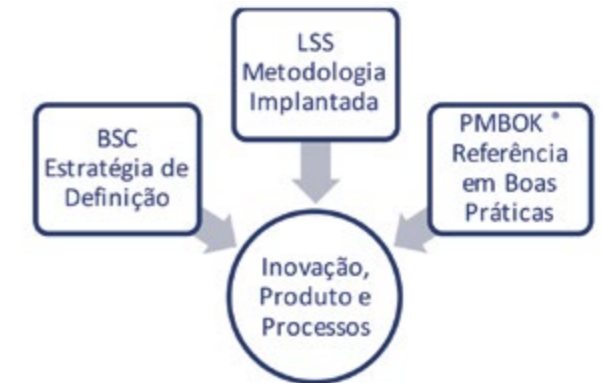 LSS
Metodologia
Implantada
BSC
Estratégia de
Definição
PMBOK ®
Referência
em Boas
Práticas
Inovação,
Produto e
Processos